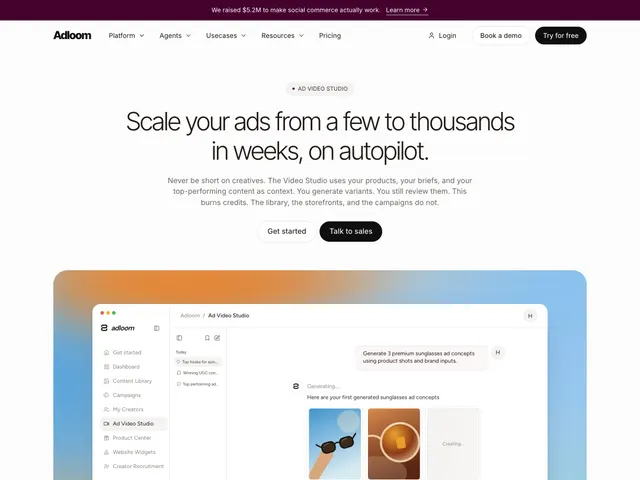 We raised $5.2M to make social commerce actually work. Learn more →
Adloom
Platform
Agents
Usecases
Resources
Pricing
Login
Book a demo
Try for free
• AD VIDEO STUDIO
Scale your ads from a few to thousands
in weeks, on autopilot.
Never be short on creatives. The Video Studio uses your products, your briefs, and your
top-performing content as context. You generate variants. You still review them. This
burns credits. The library, the storefronts, and the campaigns do not.
Get started
Talk to sales
adloom
Adloom / Ad Video Studio
H
Get started
Dashboard
Content Library
Campaigns
My Creators
Ad Video Studio
Product Center
Website Widgets
Creator Recruitment
Today
Top hooks for sun...
Winning UGC con...
Top performing ad...
Generate 3 premium sunglasses ad concepts
using product shots and brand inputs.
H
Generating...
Here are your first generated sunglasses ad concepts
Creating...